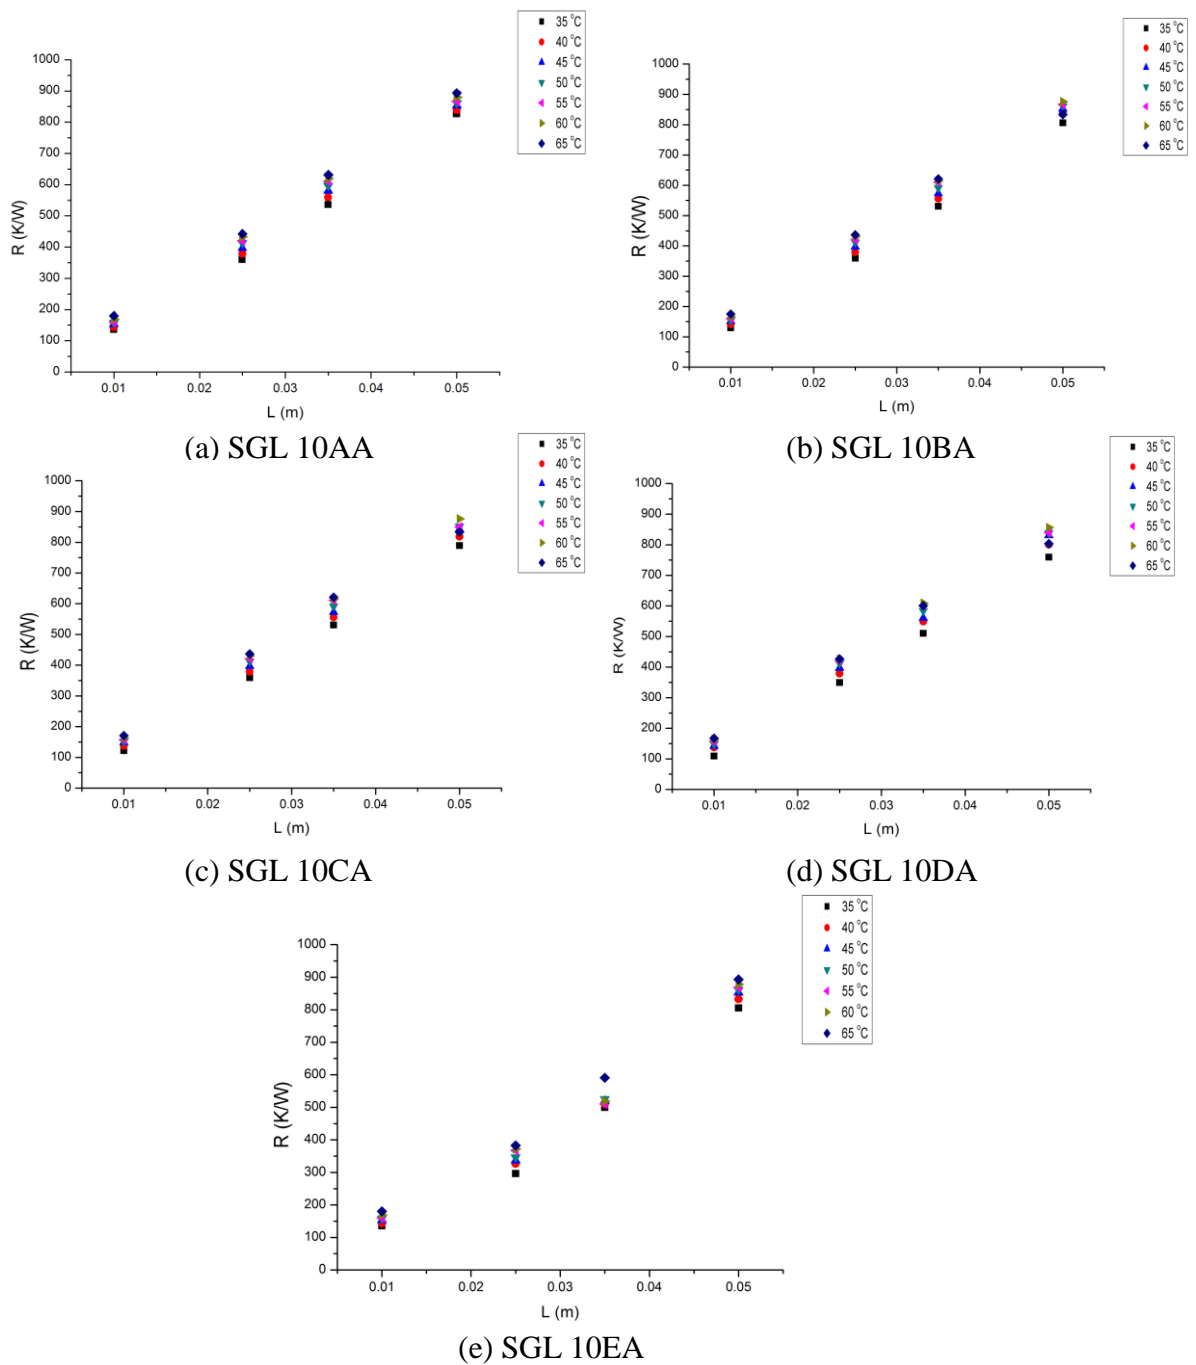 35 °C
40 °C
45 °C
50 °C
55 °C
60 °C
65 °C
1000
900
800
700
600
500
400
300
200
100
0
R (K/W)
0.01 0.02 0.03 0.04 0.05
L (m)
(a) SGL 10AA
35 °C
40 °C
45 °C
50 °C
55 °C
60 °C
65 °C
1000
900
800
700
600
500
400
300
200
100
0
R (K/W)
0.01 0.02 0.03 0.04 0.05
L (m)
(b) SGL 10BA
35 °C
40 °C
45 °C
50 °C
55 °C
60 °C
65 °C
1000
900
800
700
600
500
400
300
200
100
0
R (K/W)
0.01 0.02 0.03 0.04 0.05
L (m)
(c) SGL 10CA
35 °C
40 °C
45 °C
50 °C
55 °C
60 °C
65 °C
1000
900
800
700
600
500
400
300
200
100
0
R (K/W)
0.01 0.02 0.03 0.04 0.05
L (m)
(d) SGL 10DA
35 °C
40 °C
45 °C
50 °C
55 °C
60 °C
65 °C
1000
900
800
700
600
500
400
300
200
100
0
R (K/W)
0.01 0.02 0.03 0.04 0.05
L (m)
(e) SGL 10EA